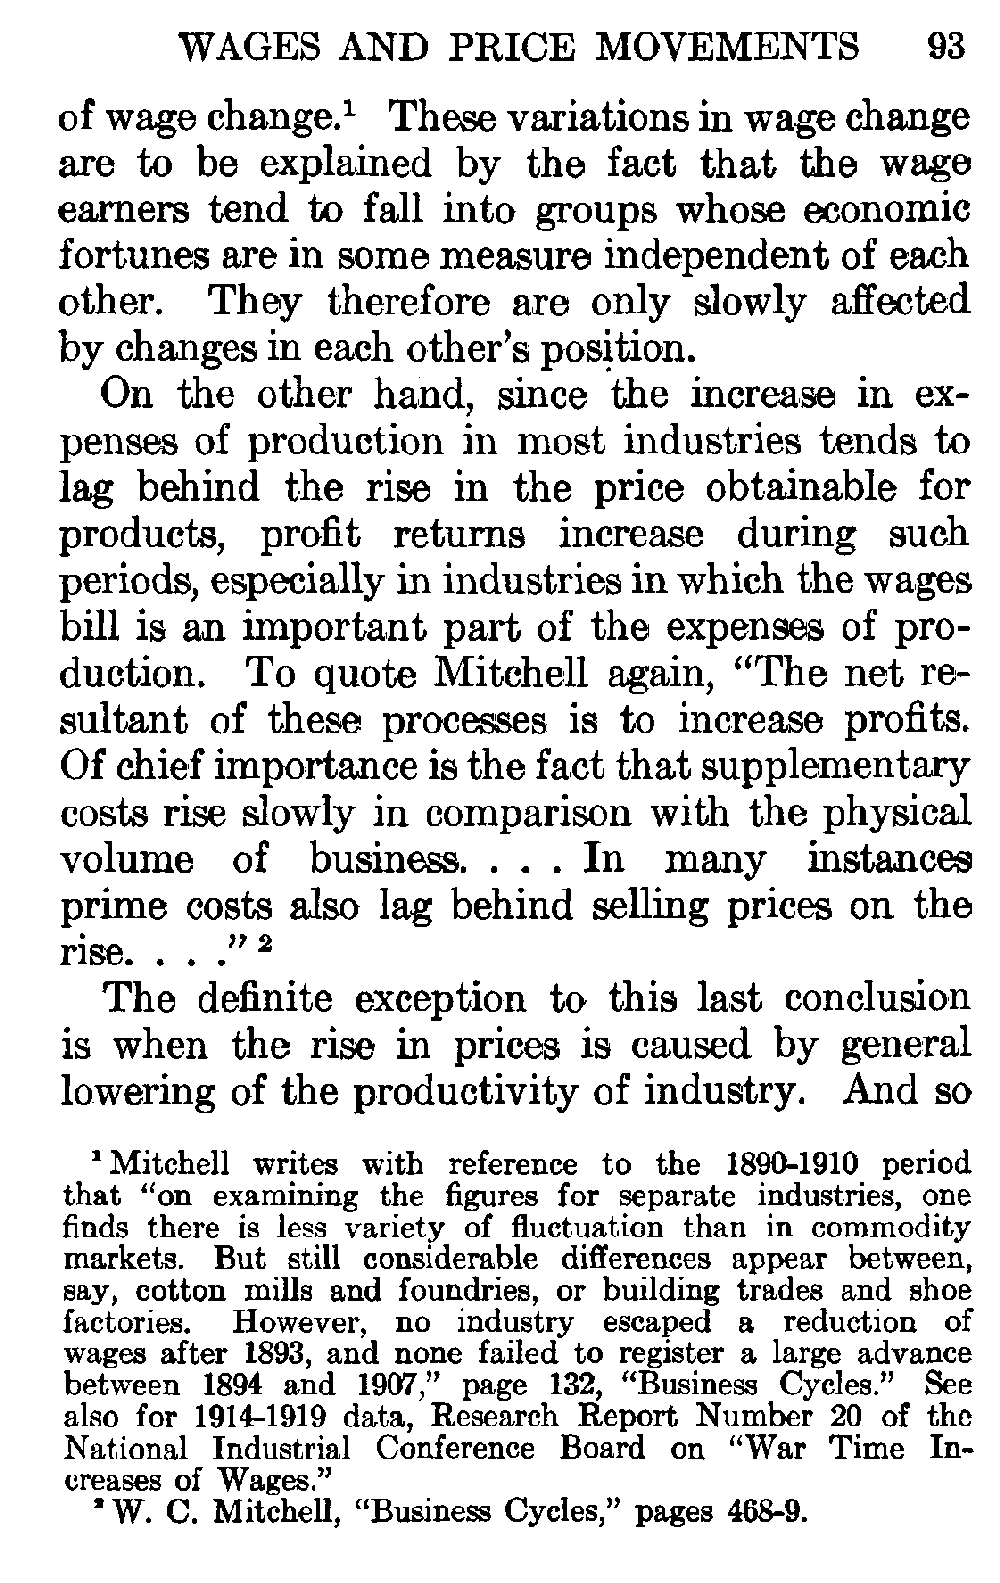 WAGES AND PRICE MOVEMENTS 93
of wage change.¹ These variations in wage change
are to be explained by the fact that the wage
earners tend to fall into groups whose economic
fortunes are in some measure independent of each
other. They therefore are only slowly affected
by changes in each other's position.
On the other hand, since the increase in ex-
penses of production in most industries tends to
lag behind the rise in the price obtainable for
products, profit returns increase during such
periods, especially in industries in which the wages
bill is an important part of the expenses of pro-
duction. To quote Mitchell again, “The net re-
sultant of these processes is to increase profits.
Of chief importance is the fact that supplementary
costs rise slowly in comparison with the physical
volume of business. . . . In many instances
prime costs also lag behind selling prices on the
rise. . . .” ²
The definite exception to this last conclusion
is when the rise in prices is caused by general
lowering of the productivity of industry. And so
¹ Mitchell writes with reference to the 1890-1910 period
that “on examining the figures for separate industries, one
finds there is less variety of fluctuation than in commodity
markets. But still considerable differences appear between,
say, cotton mills and foundries, or building trades and shoe
factories. However, no industry escaped a reduction of
wages after 1893, and none failed to register a large advance
between 1894 and 1907,” page 132, “Business Cycles.” See
also for 1914-1919 data, Research Report Number 20 of the
National Industrial Conference Board on “War Time In-
creases of Wages.”
² W. C. Mitchell, “Business Cycles,” pages 468-9.